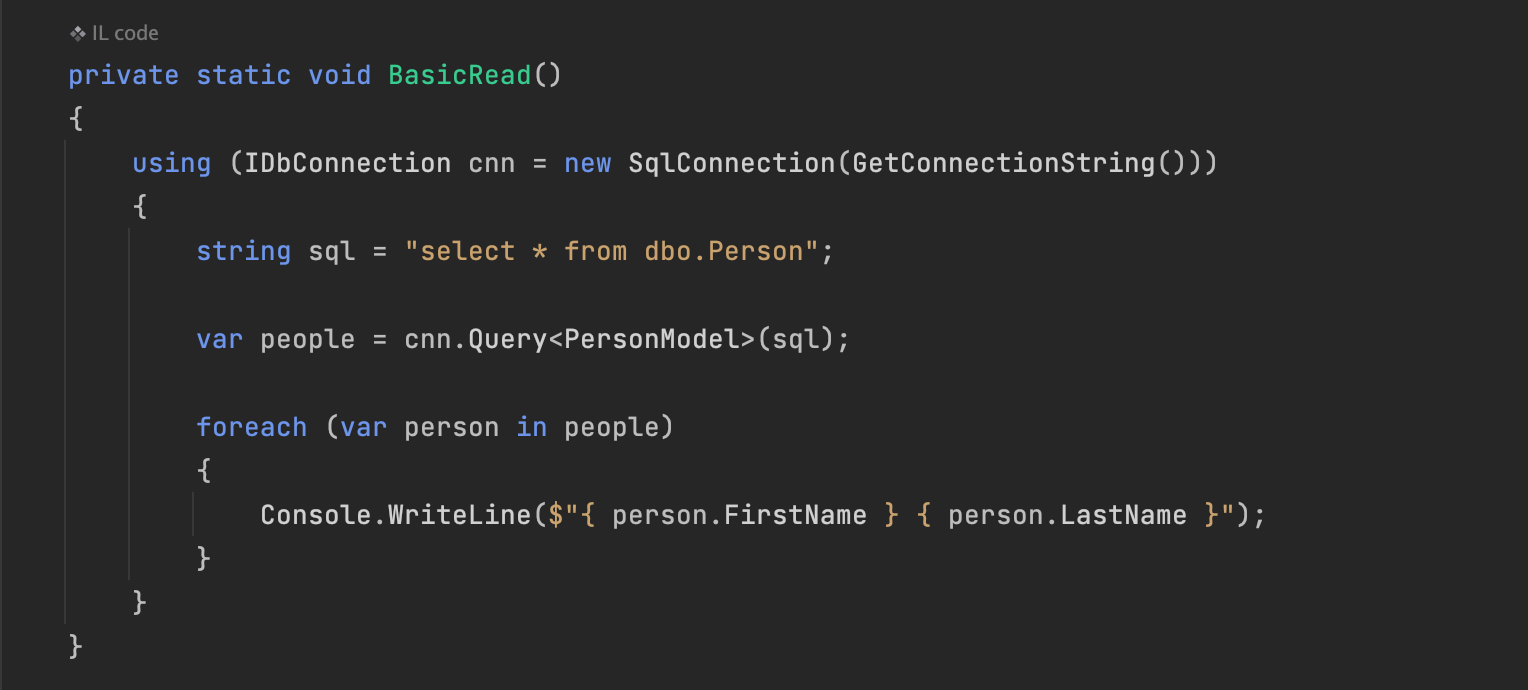 IL code
private static void BasicRead()
{
    using (IDbConnection cnn = new SqlConnection(GetConnectionString()))
    {
        string sql = "select * from dbo.Person";

        var people = cnn.Query<PersonModel>(sql);

        foreach (var person in people)
        {
            Console.WriteLine($"{ person.FirstName } { person.LastName }");
        }
    }
}